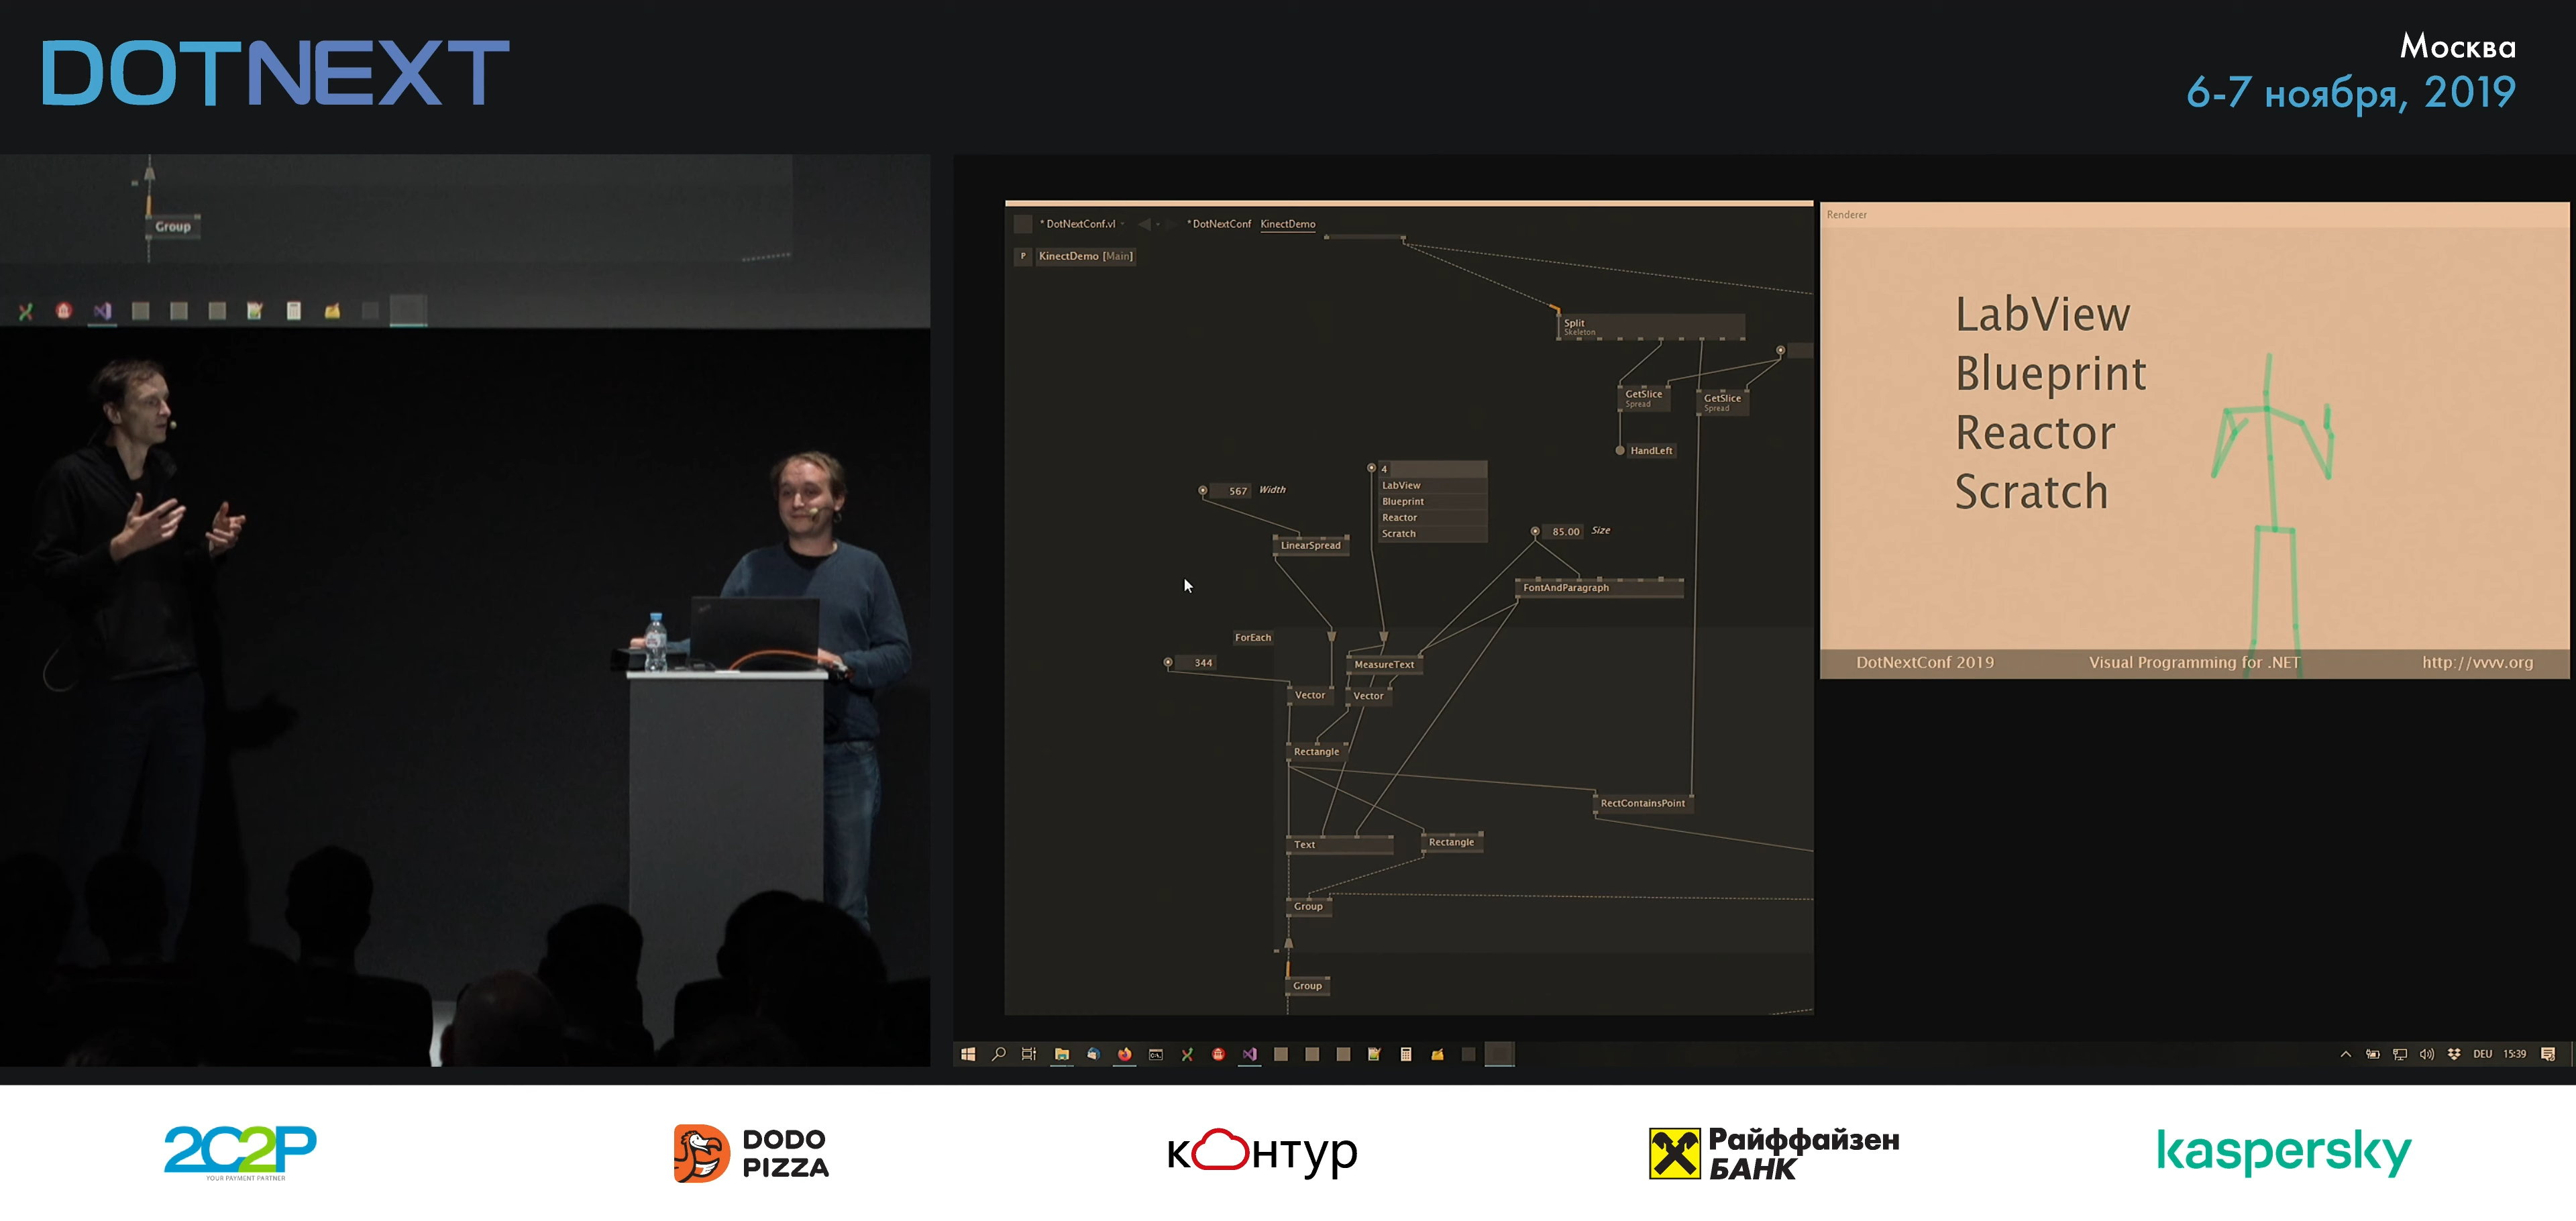 DOTNEXT
Москва
6-7 ноября, 2019
Group
* DotNextConf.vl
* DotNextConf
KinectDemo
P
KinectDemo [Main]
Split
Skeleton
GetSlice
Spread
GetSlice
Spread
HandLeft
4
LabView
Blueprint
Reactor
Scratch
567
Width
LinearSpread
85.00
Size
FontAndParagraph
ForEach
344
MeasureText
Vector
Vector
Rectangle
RectContainsPoint
Text
Rectangle
Group
Group
Renderer
LabView
Blueprint
Reactor
Scratch
DotNextConf 2019
Visual Programming for .NET
http://vvvv.org
DEU
15:39
2C2P
YOUR PAYMENT PARTNER
DODO
PIZZA
контур
Райффайзен
БАНК
kaspersky